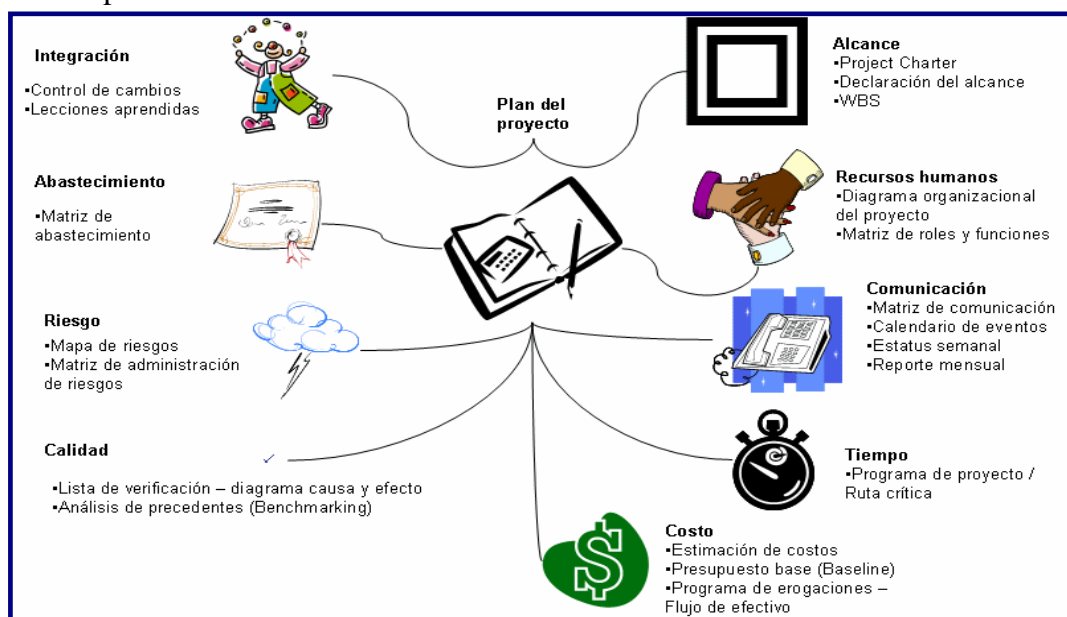 Plan del
proyecto
Integración
▪Control de cambios
▪Lecciones aprendidas
Abastecimiento
▪Matriz de
abastecimiento
Riesgo
▪Mapa de riesgos
▪Matriz de administración
de riesgos
Calidad
▪Lista de verificación – diagrama causa y efecto
▪Análisis de precedentes (Benchmarking)
Alcance
▪Project Charter
▪Declaración del alcance
▪WBS
Recursos humanos
▪Diagrama organizacional
del proyecto
▪Matriz de roles y funciones
Comunicación
▪Matriz de comunicación
▪Calendario de eventos
▪Estatus semanal
▪Reporte mensual
Tiempo
▪Programa de proyecto /
Ruta crítica
Costo
▪Estimación de costos
▪Presupuesto base (Baseline)
▪Programa de erogaciones –
Flujo de efectivo